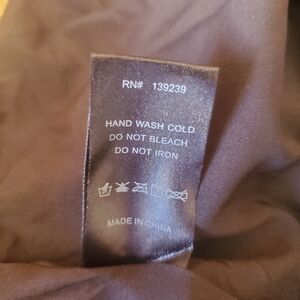 RN# 139239
HAND WASH COLD
DO NOT BLEACH
DO NOT IRON
MADE IN CHINA